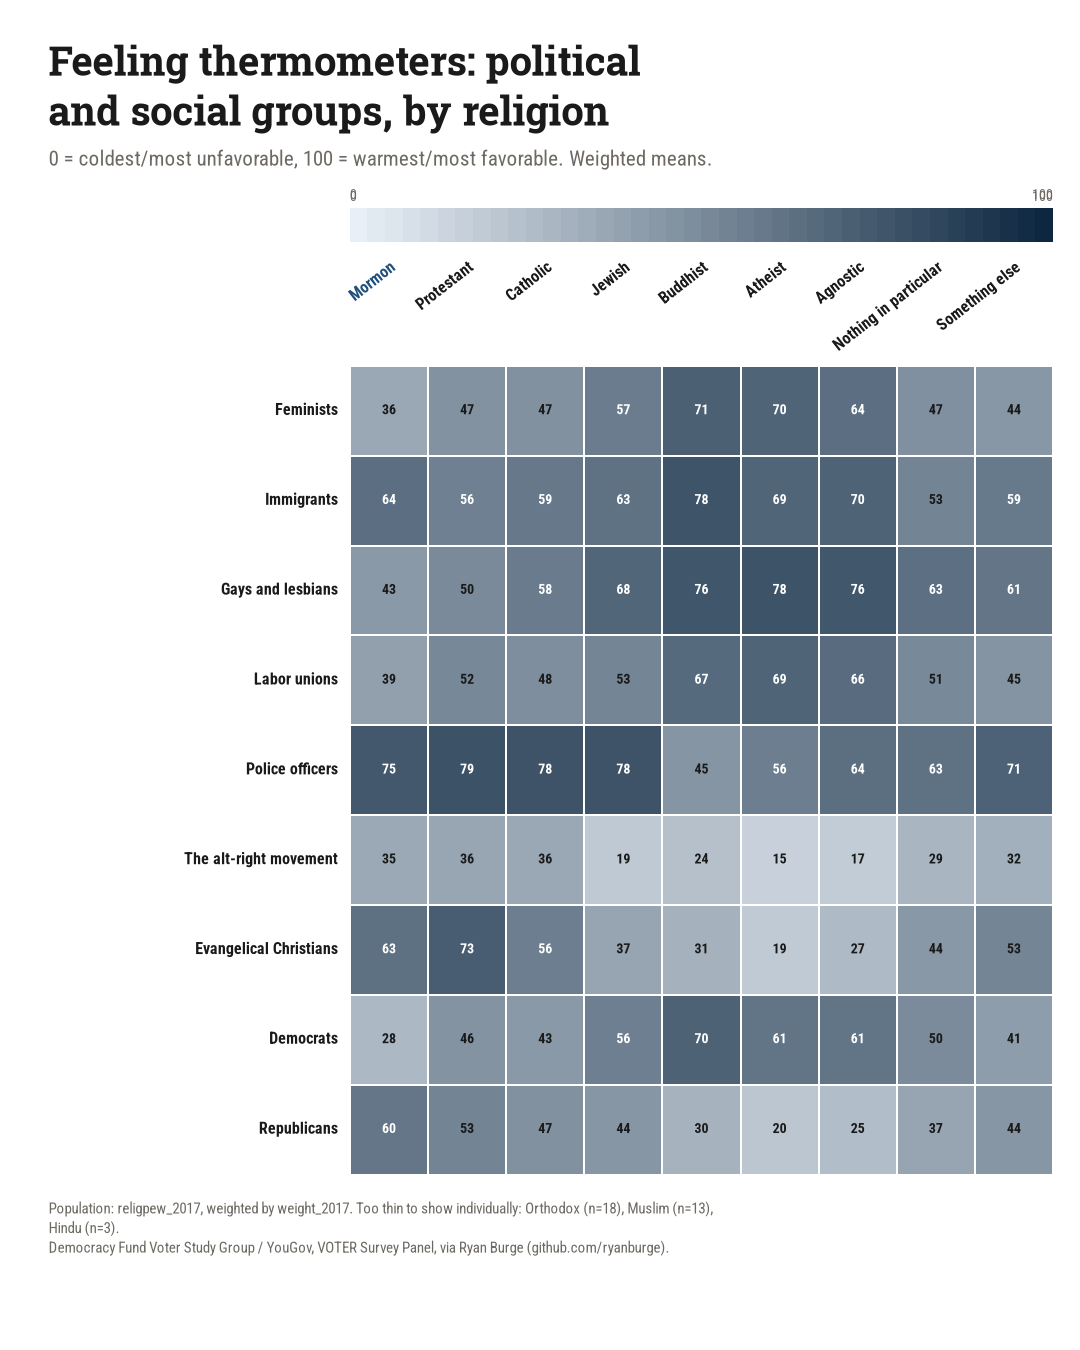 Feeling thermometers: political
and social groups, by religion
0 = coldest/most unfavorable, 100 = warmest/most favorable. Weighted means.
0 100
Mormon Protestant Catholic Jewish Buddhist Atheist Agnostic Nothing in particular Something else
Feminists 36 47 47 57 71 70 64 47 44
Immigrants 64 56 59 63 78 69 70 53 59
Gays and lesbians 43 50 58 68 76 78 76 63 61
Labor unions 39 52 48 53 67 69 66 51 45
Police officers 75 79 78 78 45 56 64 63 71
The alt-right movement 35 36 36 19 24 15 17 29 32
Evangelical Christians 63 73 56 37 31 19 27 44 53
Democrats 28 46 43 56 70 61 61 50 41
Republicans 60 53 47 44 30 20 25 37 44
Population: religpew_2017, weighted by weight_2017. Too thin to show individually: Orthodox (n=18), Muslim (n=13),
Hindu (n=3).
Democracy Fund Voter Study Group / YouGov, VOTER Survey Panel, via Ryan Burge (github.com/ryanburge).